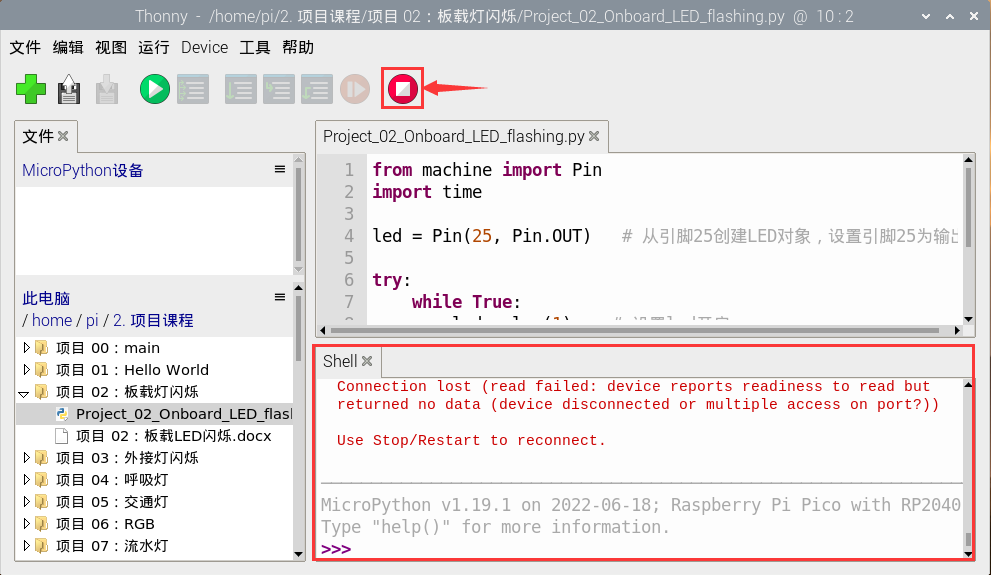 Thonny - /home/pi/2. 项目课程/项目 02：板载灯闪烁/Project_02_Onboard_LED_flashing.py @ 10 : 2
文件 编辑 视图 运行 Device 工具 帮助
文件
MicroPython设备
此电脑
/ home / pi / 2. 项目课程
项目 00：main
项目 01：Hello World
项目 02：板载灯闪烁
Project_02_Onboard_LED_flasl
项目 02：板载LED闪烁.docx
项目 03：外接灯闪烁
项目 04：呼吸灯
项目 05：交通灯
项目 06：RGB
项目 07：流水灯
Project_02_Onboard_LED_flashing.py
1 from machine import Pin
2 import time
3
4 led = Pin(25, Pin.OUT) # 从引脚25创建LED对象，设置引脚25为输出
5
6 try:
7 while True:
Shell
Connection lost (read failed: device reports readiness to read but
returned no data (device disconnected or multiple access on port?))
Use Stop/Restart to reconnect.
MicroPython v1.19.1 on 2022-06-18; Raspberry Pi Pico with RP2040
Type "help()" for more information.
>>>